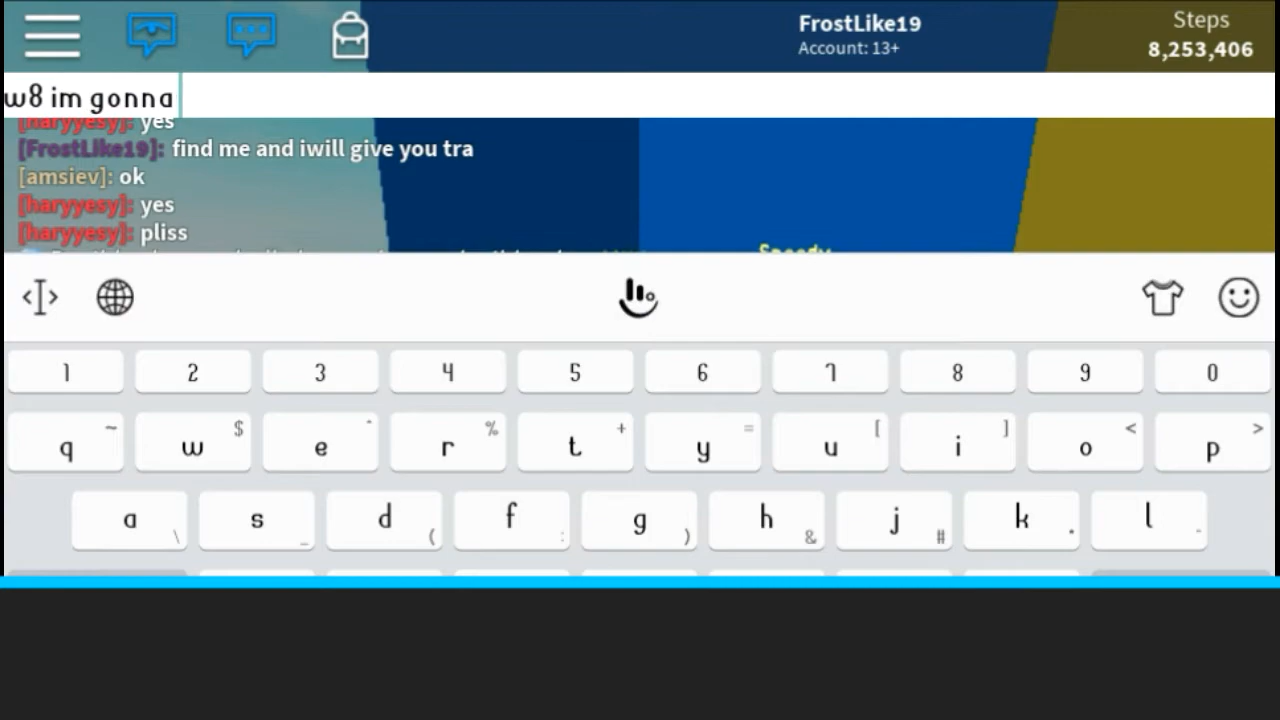 FrostLike19
Account: 13+
Steps
8,253,406
w8 im gonna
[haryyesy]: yes
[FrostLike19]: find me and iwill give you tra
[amsiev]: ok
[haryyesy]: yes
[haryyesy]: pliss
Speedy
1 2 3 4 5 6 7 8 9 0
q ~ w $ e ^ r % t + y = u [ i ] o < p >
a \ s _ d ( f : g ) h & j # k * l -